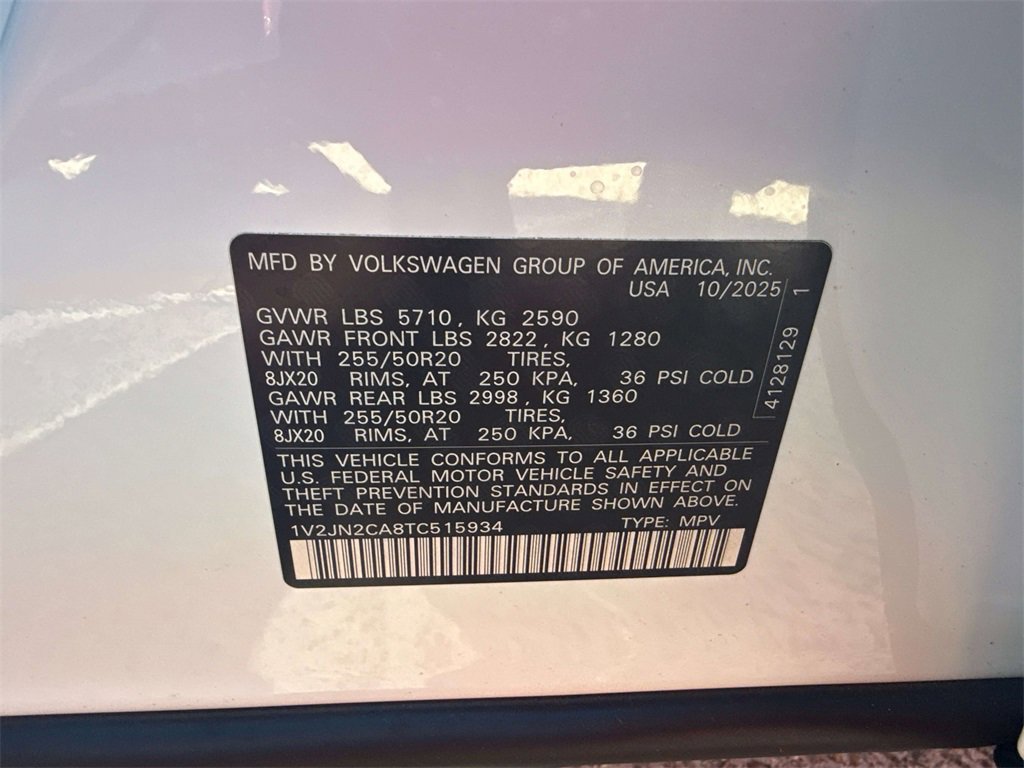 MFD BY VOLKSWAGEN GROUP OF AMERICA, INC.
USA 10/2025
GVWR LBS 5710, KG 2590
GAWR FRONT LBS 2822, KG 1280
WITH 255/50R20 TIRES,
8JX20 RIMS, AT 250 KPA, 36 PSI COLD
GAWR REAR LBS 2998, KG 1360
WITH 255/50R20 TIRES,
8JX20 RIMS, AT 250 KPA, 36 PSI COLD
4128129 1
THIS VEHICLE CONFORMS TO ALL APPLICABLE
U.S. FEDERAL MOTOR VEHICLE SAFETY AND
THEFT PREVENTION STANDARDS IN EFFECT ON
THE DATE OF MANUFACTURE SHOWN ABOVE.
1V2JN2CA8TC515934 TYPE: MPV